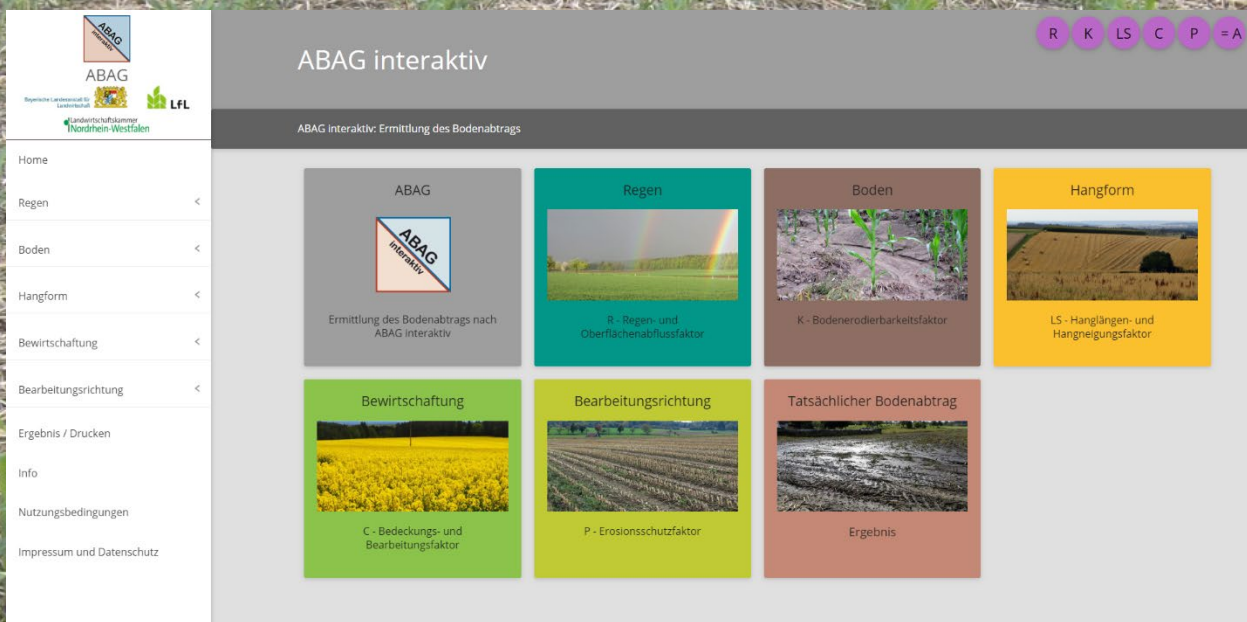 ABAG
interaktiv
ABAG
Bayerische Landesanstalt für
Landwirtschaft
LfL
Landwirtschaftskammer
Nordrhein-Westfalen
Home
Regen
Boden
Hangform
Bewirtschaftung
Bearbeitungsrichtung
Ergebnis / Drucken
Info
Nutzungsbedingungen
Impressum und Datenschutz
R K LS C P = A
ABAG interaktiv
ABAG interaktiv: Ermittlung des Bodenabtrags
ABAG
ABAG
interaktiv
Ermittlung des Bodenabtrags nach
ABAG interaktiv
Regen
R - Regen- und
Oberflächenabflussfaktor
Boden
K - Bodenerodierbarkeitsfaktor
Hangform
LS - Hanglängen- und
Hangneigungsfaktor
Bewirtschaftung
C - Bedeckungs- und
Bearbeitungsfaktor
Bearbeitungsrichtung
P - Erosionsschutzfaktor
Tatsächlicher Bodenabtrag
Ergebnis